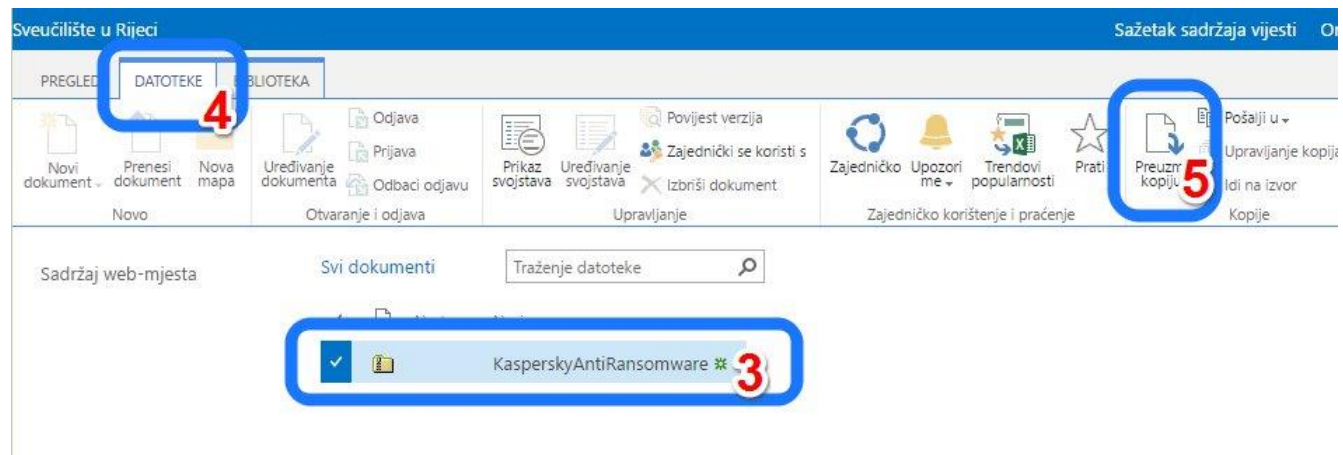 Sveučilište u Rijeci
Sažetak sadržaja vijesti
PREGLED
DATOTEKE
BIBLIOTEKA
4
Novi
dokument
Prenesi
dokument
Nova
mapa
Novo
Uređivanje
dokumenta
Odjava
Prijava
Odbaci odjavu
Otvaranje i odjava
Prikaz
svojstava
Uređivanje
svojstava
Povijest verzija
Zajednički se koristi s
Izbriši dokument
Upravljanje
Zajedničko
Upozori
me
Trendovi
popularnosti
Prati
Zajedničko korištenje i praćenje
kopiju
5
Pošalji u
Upravljanje kopija
Idi na izvor
Kopije
Sadržaj web-mjesta
Svi dokumenti
Traženje datoteke
KasperskyAntiRansomware
3